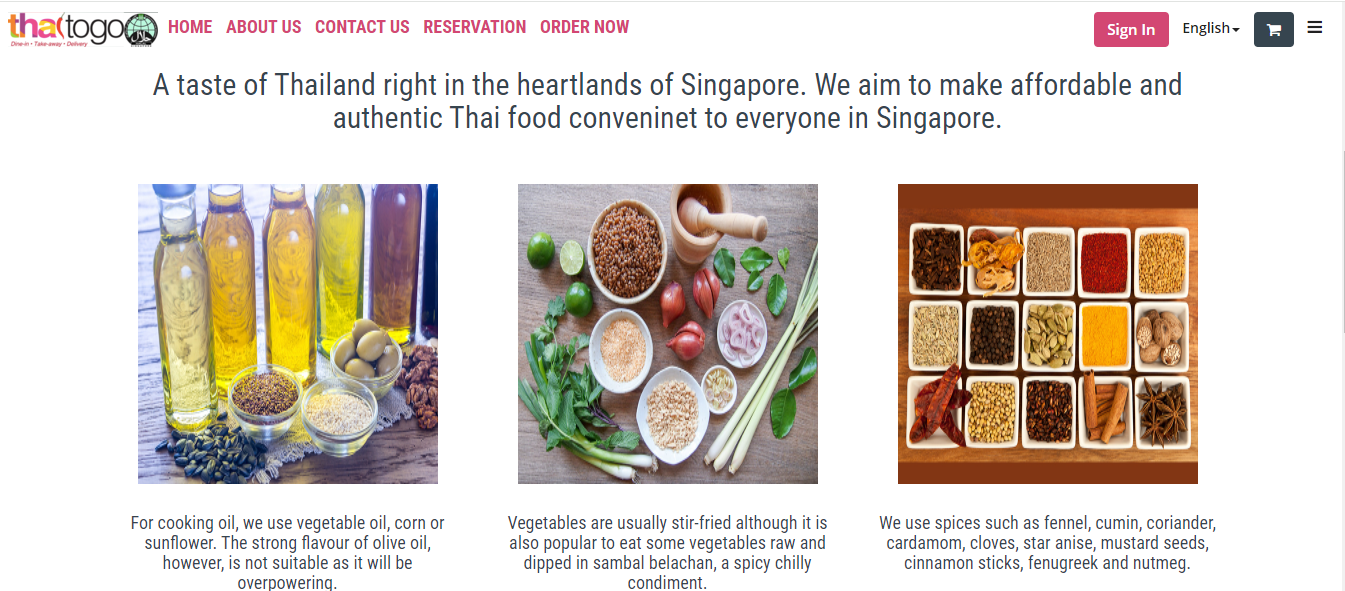 thaitogo
Dine-in • Take-away • Delivery
HOME ABOUT US CONTACT US RESERVATION ORDER NOW
Sign In English
A taste of Thailand right in the heartlands of Singapore. We aim to make affordable and
authentic Thai food conveninet to everyone in Singapore.
For cooking oil, we use vegetable oil, corn or
sunflower. The strong flavour of olive oil,
however, is not suitable as it will be
overpowering.
Vegetables are usually stir-fried although it is
also popular to eat some vegetables raw and
dipped in sambal belachan, a spicy chilly
condiment.
We use spices such as fennel, cumin, coriander,
cardamom, cloves, star anise, mustard seeds,
cinnamon sticks, fenugreek and nutmeg.